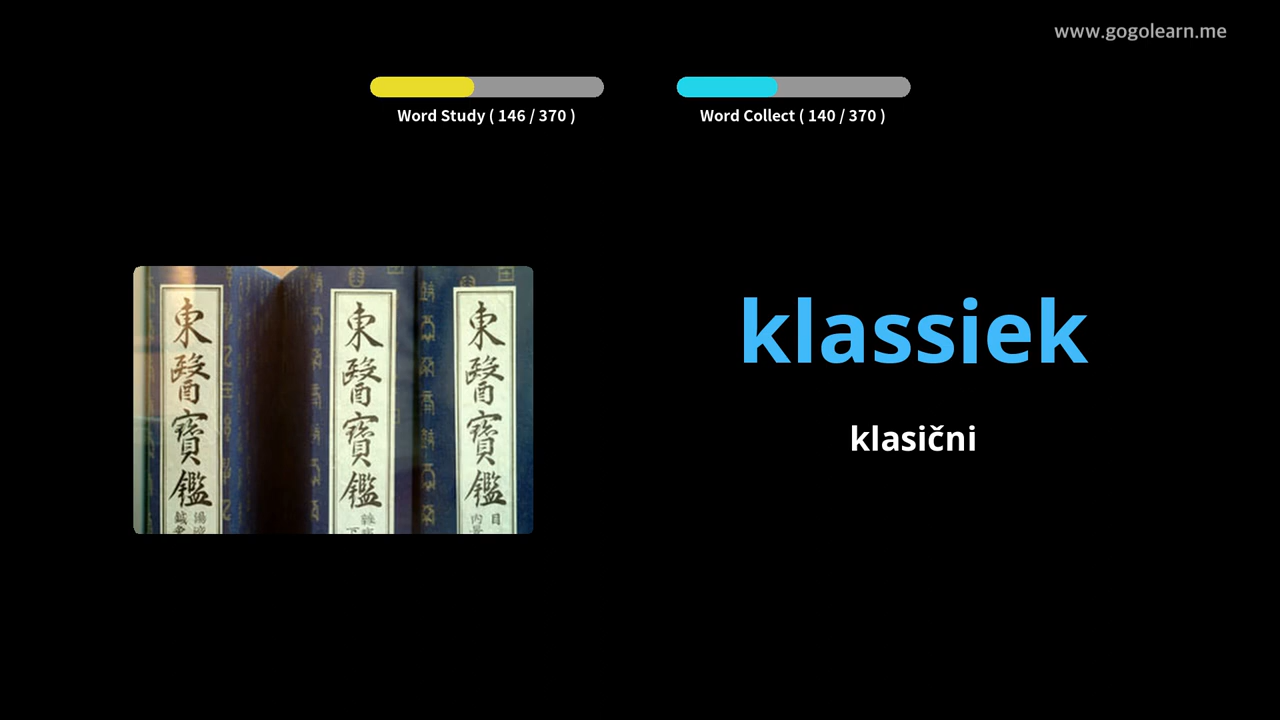 www.gogolearn.me
Word Study ( 146 / 370 )
Word Collect ( 140 / 370 )
東醫寶鑑
東醫寶鑑
東醫寶鑑
klassiek
klasični